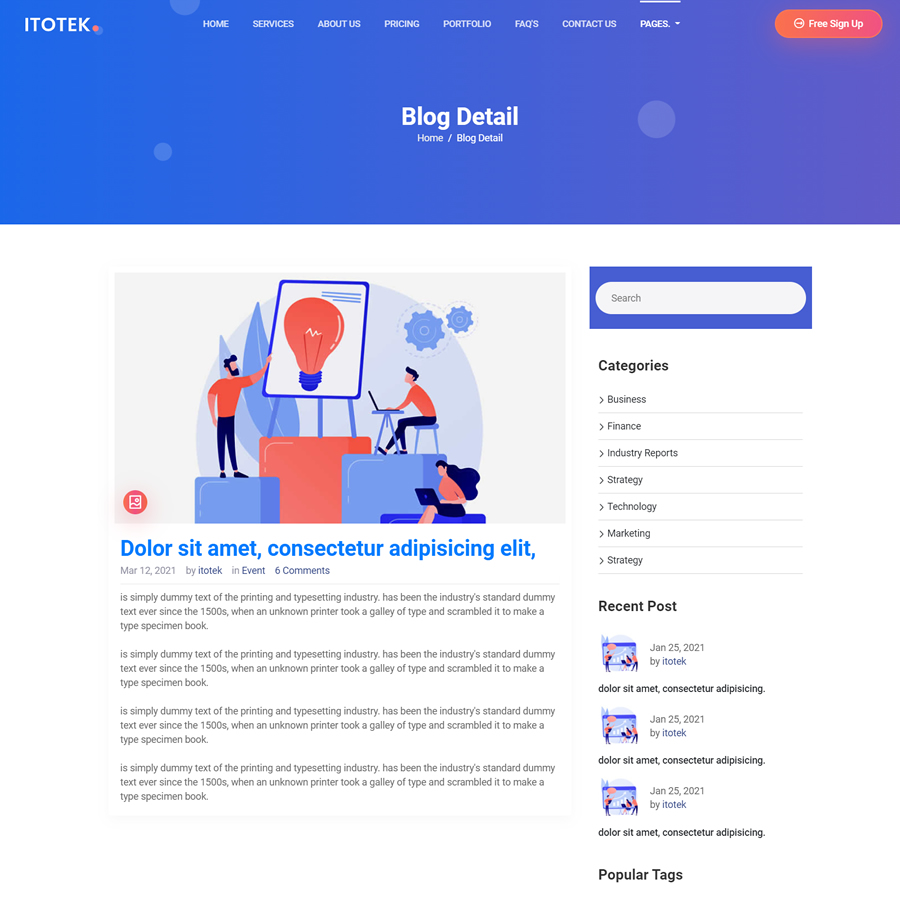 ITOTEK
HOME SERVICES ABOUT US PRICING PORTFOLIO FAQ'S CONTACT US PAGES.
Free Sign Up
Blog Detail
Home / Blog Detail
Dolor sit amet, consectetur adipisicing elit,
Mar 12, 2021 by itotek in Event 6 Comments
is simply dummy text of the printing and typesetting industry. has been the industry's standard dummy
text ever since the 1500s, when an unknown printer took a galley of type and scrambled it to make a
type specimen book.
is simply dummy text of the printing and typesetting industry. has been the industry's standard dummy
text ever since the 1500s, when an unknown printer took a galley of type and scrambled it to make a
type specimen book.
is simply dummy text of the printing and typesetting industry. has been the industry's standard dummy
text ever since the 1500s, when an unknown printer took a galley of type and scrambled it to make a
type specimen book.
is simply dummy text of the printing and typesetting industry. has been the industry's standard dummy
text ever since the 1500s, when an unknown printer took a galley of type and scrambled it to make a
type specimen book.
Search
Categories
Business
Finance
Industry Reports
Strategy
Technology
Marketing
Strategy
Recent Post
Jan 25, 2021
by itotek
dolor sit amet, consectetur adipisicing.
Jan 25, 2021
by itotek
dolor sit amet, consectetur adipisicing.
Jan 25, 2021
by itotek
dolor sit amet, consectetur adipisicing.
Popular Tags